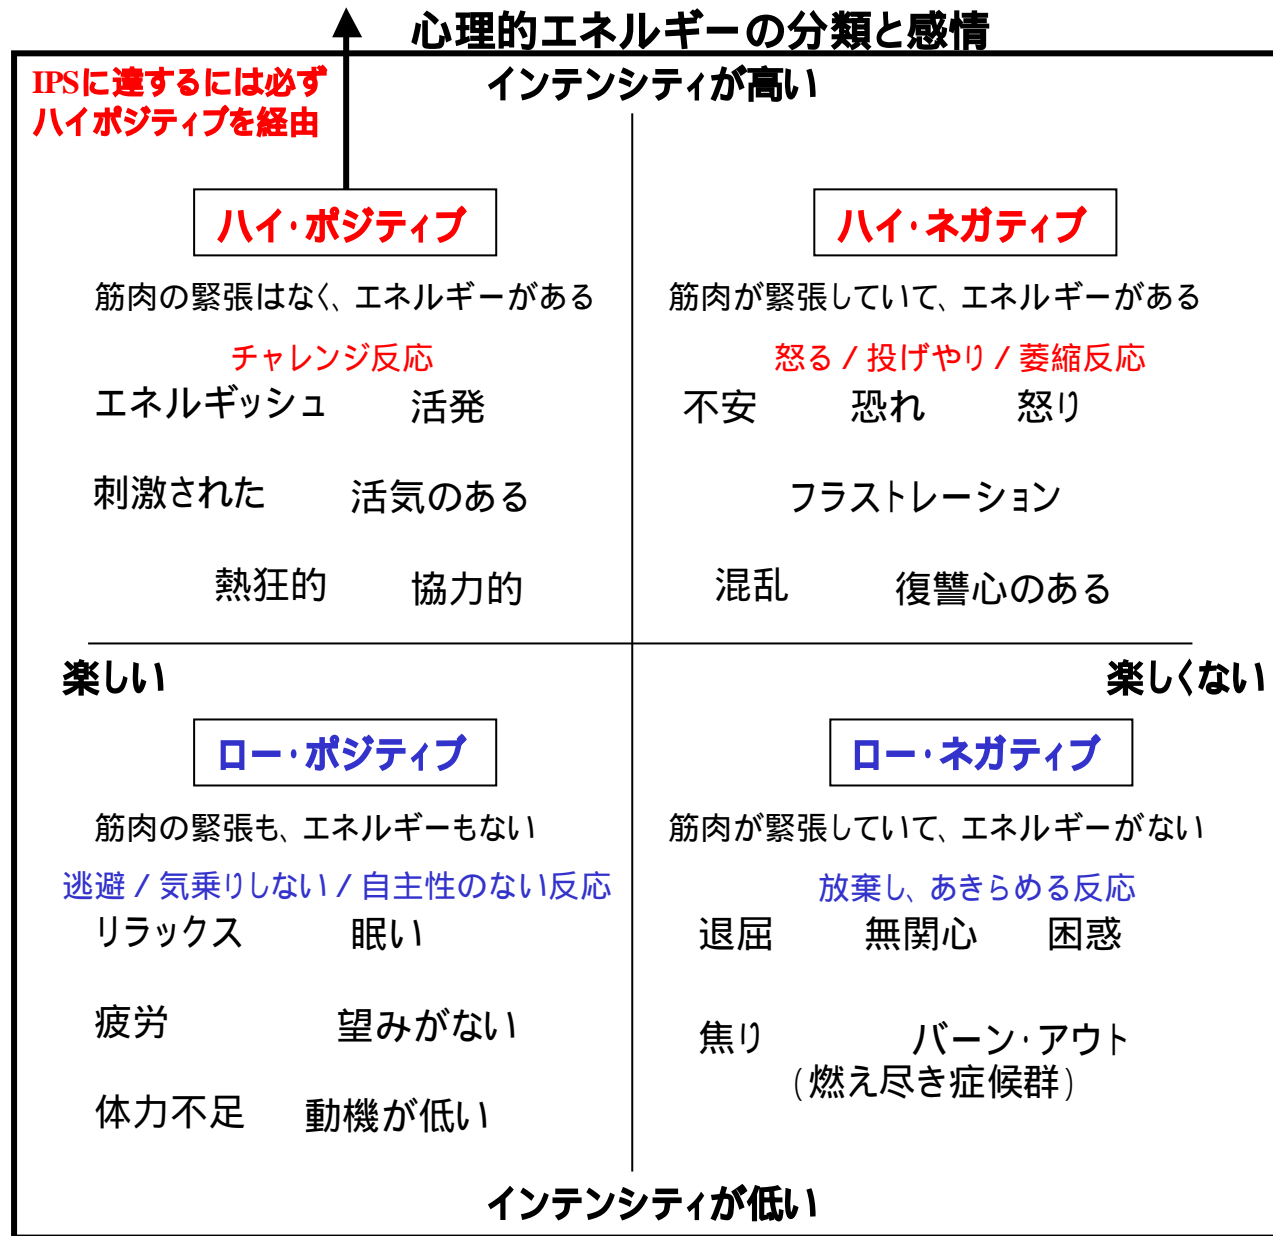 心理的エネルギーの分類と感情
インテンシティが高い
IPSに達するには必ず
ハイポジティブを経由
ハイ・ポジティブ
筋肉の緊張はなく、エネルギーがある
チャレンジ反応
エネルギッシュ 活発
刺激された 活気のある
熱狂的 協力的
ハイ・ネガティブ
筋肉が緊張していて、エネルギーがある
怒る / 投げやり / 萎縮反応
不安 恐れ 怒り
フラストレーション
混乱 復讐心のある
楽しい 楽しくない
ロー・ポジティブ
筋肉の緊張も、エネルギーもない
逃避 / 気乗りしない / 自主性のない反応
リラックス 眠い
疲労 望みがない
体力不足 動機が低い
ロー・ネガティブ
筋肉が緊張していて、エネルギーがない
放棄し、あきらめる反応
退屈 無関心 困惑
焦り バーン・アウト
(燃え尽き症候群)
インテンシティが低い